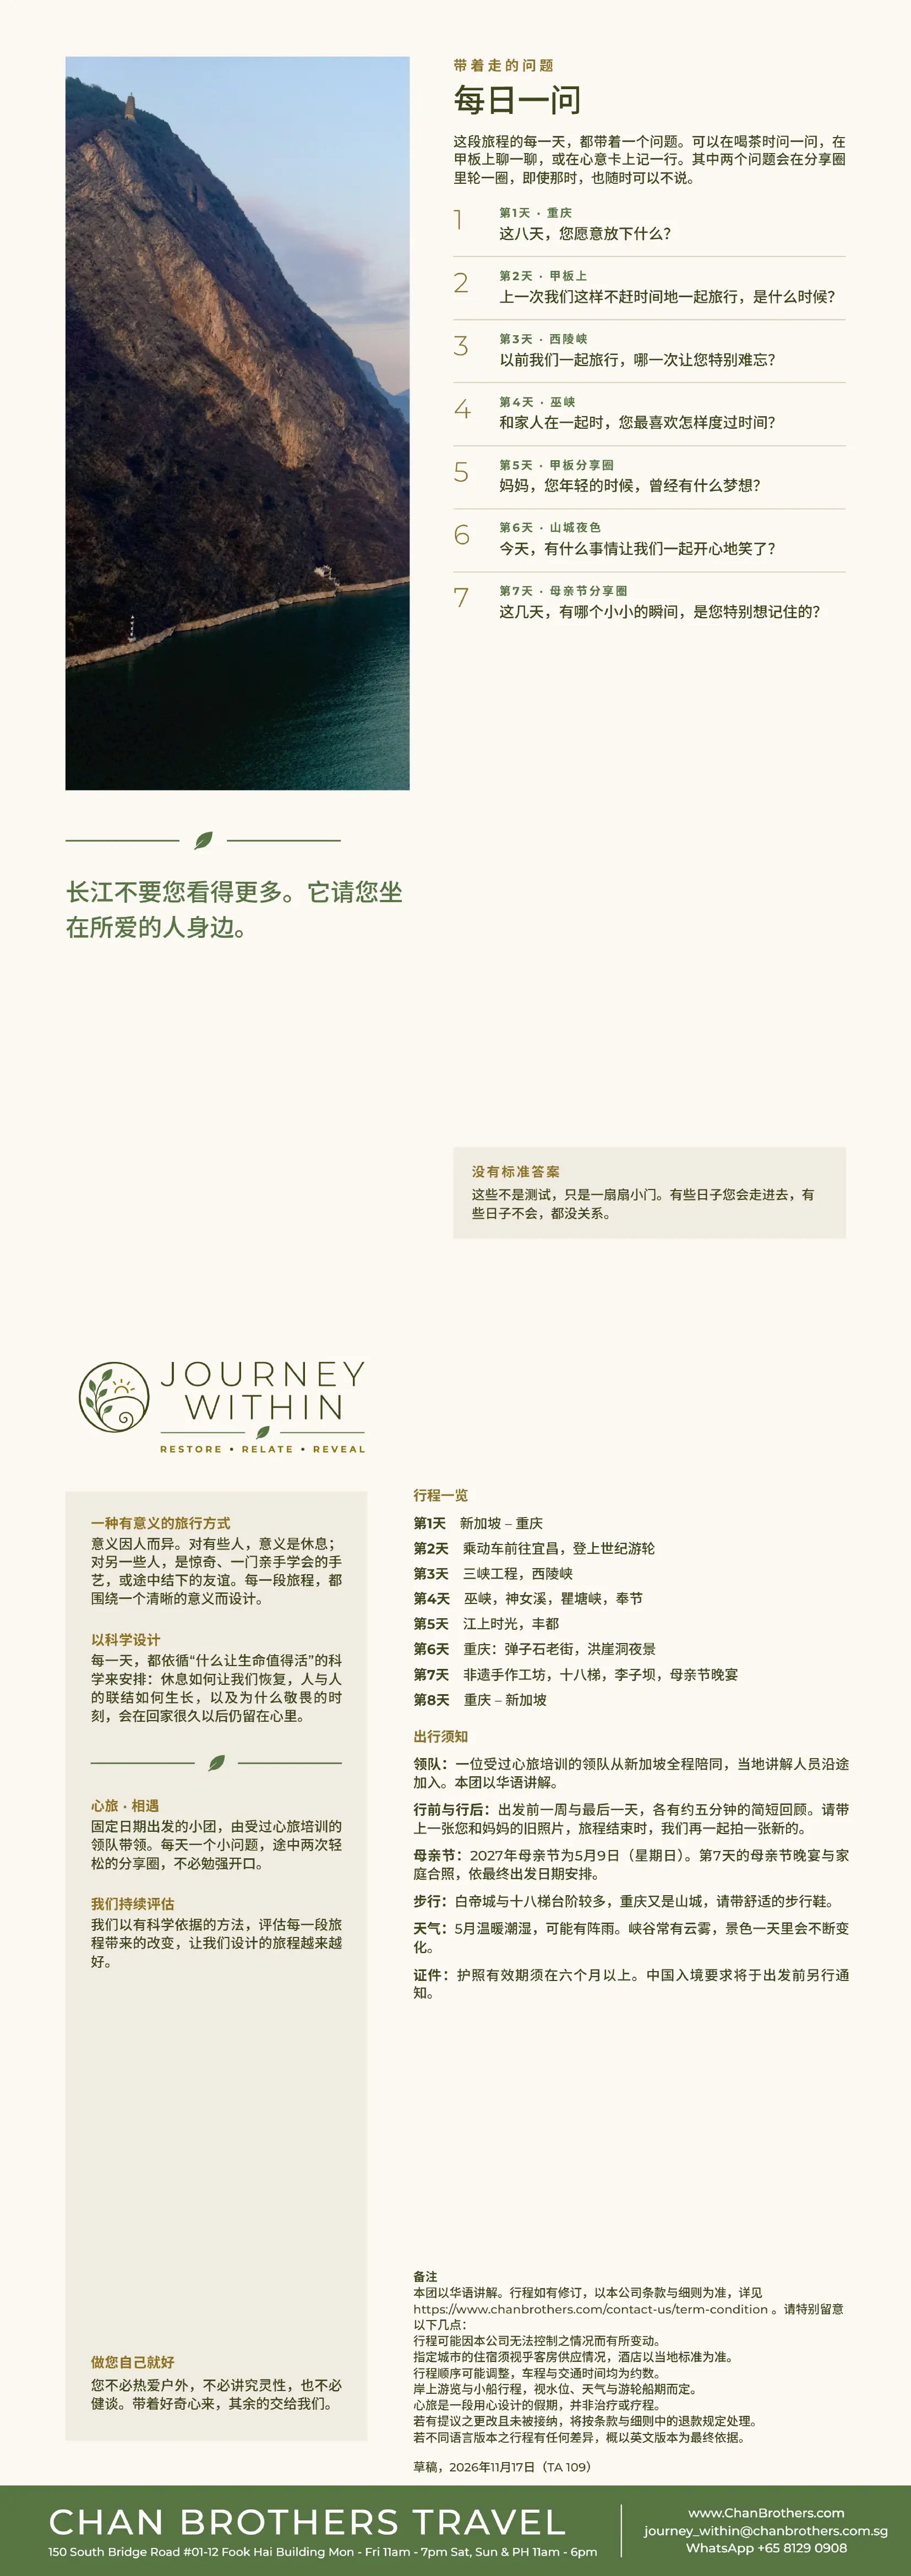 带着走的问题
每日一问
这段旅程的每一天，都带着一个问题。可以在喝茶时问一问，在
甲板上聊一聊，或在心意卡上记一行。其中两个问题会在分享圈
里轮一圈，即使那时，也随时可以不说。
1
第1天 · 重庆
这八天，您愿意放下什么？
2
第2天 · 甲板上
上一次我们这样不赶时间地一起旅行，是什么时候？
3
第3天 · 西陵峡
以前我们一起旅行，哪一次让您特别难忘？
4
第4天 · 巫峡
和家人在一起时，您最喜欢怎样度过时间？
5
第5天 · 甲板分享圈
妈妈，您年轻的时候，曾经有什么梦想？
6
第6天 · 山城夜色
今天，有什么事情让我们一起开心地笑了？
7
第7天 · 母亲节分享圈
这几天，有哪个小小的瞬间，是您特别想记住的？
长江不要您看得更多。它请您坐
在所爱的人身边。
没有标准答案
这些不是测试，只是一扇扇小门。有些日子您会走进去，有
些日子不会，都没关系。
JOURNEY
WITHIN
RESTORE • RELATE • REVEAL
一种有意义的旅行方式
意义因人而异。对有些人，意义是休息；
对另一些人，是惊奇、一门亲手学会的手
艺，或途中结下的友谊。每一段旅程，都
围绕一个清晰的意义而设计。
以科学设计
每一天，都依循“什么让生命值得活”的科
学来安排：休息如何让我们恢复，人与人
的联结如何生长，以及为什么敬畏的时
刻，会在回家很久以后仍留在心里。
心旅 · 相遇
固定日期出发的小团，由受过心旅培训的
领队带领。每天一个小问题，途中两次轻
松的分享圈，不必勉强开口。
我们持续评估
我们以有科学依据的方法，评估每一段旅
程带来的改变，让我们设计的旅程越来越
好。
做您自己就好
您不必热爱户外，不必讲究灵性，也不必
健谈。带着好奇心来，其余的交给我们。
行程一览
第1天 新加坡 – 重庆
第2天 乘动车前往宜昌，登上世纪游轮
第3天 三峡工程，西陵峡
第4天 巫峡，神女溪，瞿塘峡，奉节
第5天 江上时光，丰都
第6天 重庆：弹子石老街，洪崖洞夜景
第7天 非遗手作工坊，十八梯，李子坝，母亲节晚宴
第8天 重庆 – 新加坡
出行须知
领队：一位受过心旅培训的领队从新加坡全程陪同，当地讲解人员沿途
加入。本团以华语讲解。
行前与行后：出发前一周与最后一天，各有约五分钟的简短回顾。请带
上一张您和妈妈的旧照片，旅程结束时，我们再一起拍一张新的。
母亲节：2027年母亲节为5月9日（星期日）。第7天的母亲节晚宴与家
庭合照，依最终出发日期安排。
步行：白帝城与十八梯台阶较多，重庆又是山城，请带舒适的步行鞋。
天气：5月温暖潮湿，可能有阵雨。峡谷常有云雾，景色一天里会不断变
化。
证件：护照有效期须在六个月以上。中国入境要求将于出发前另行通
知。
备注
本团以华语讲解。行程如有修订，以本公司条款与细则为准，详见
https://www.chanbrothers.com/contact-us/term-condition 。请特别留意
以下几点：
行程可能因本公司无法控制之情况而有所变动。
指定城市的住宿须视乎客房供应情况，酒店以当地标准为准。
行程顺序可能调整，车程与交通时间均为约数。
岸上游览与小船行程，视水位、天气与游轮船期而定。
心旅是一段用心设计的假期，并非治疗或疗程。
若有提议之更改且未被接纳，将按条款与细则中的退款规定处理。
若不同语言版本之行程有任何差异，概以英文版本为最终依据。
草稿，2026年11月17日（TA 109）
CHAN BROTHERS TRAVEL
150 South Bridge Road #01-12 Fook Hai Building Mon - Fri 11am - 7pm Sat, Sun & PH 11am - 6pm
www.ChanBrothers.com
journey_within@chanbrothers.com.sg
WhatsApp +65 8129 0908